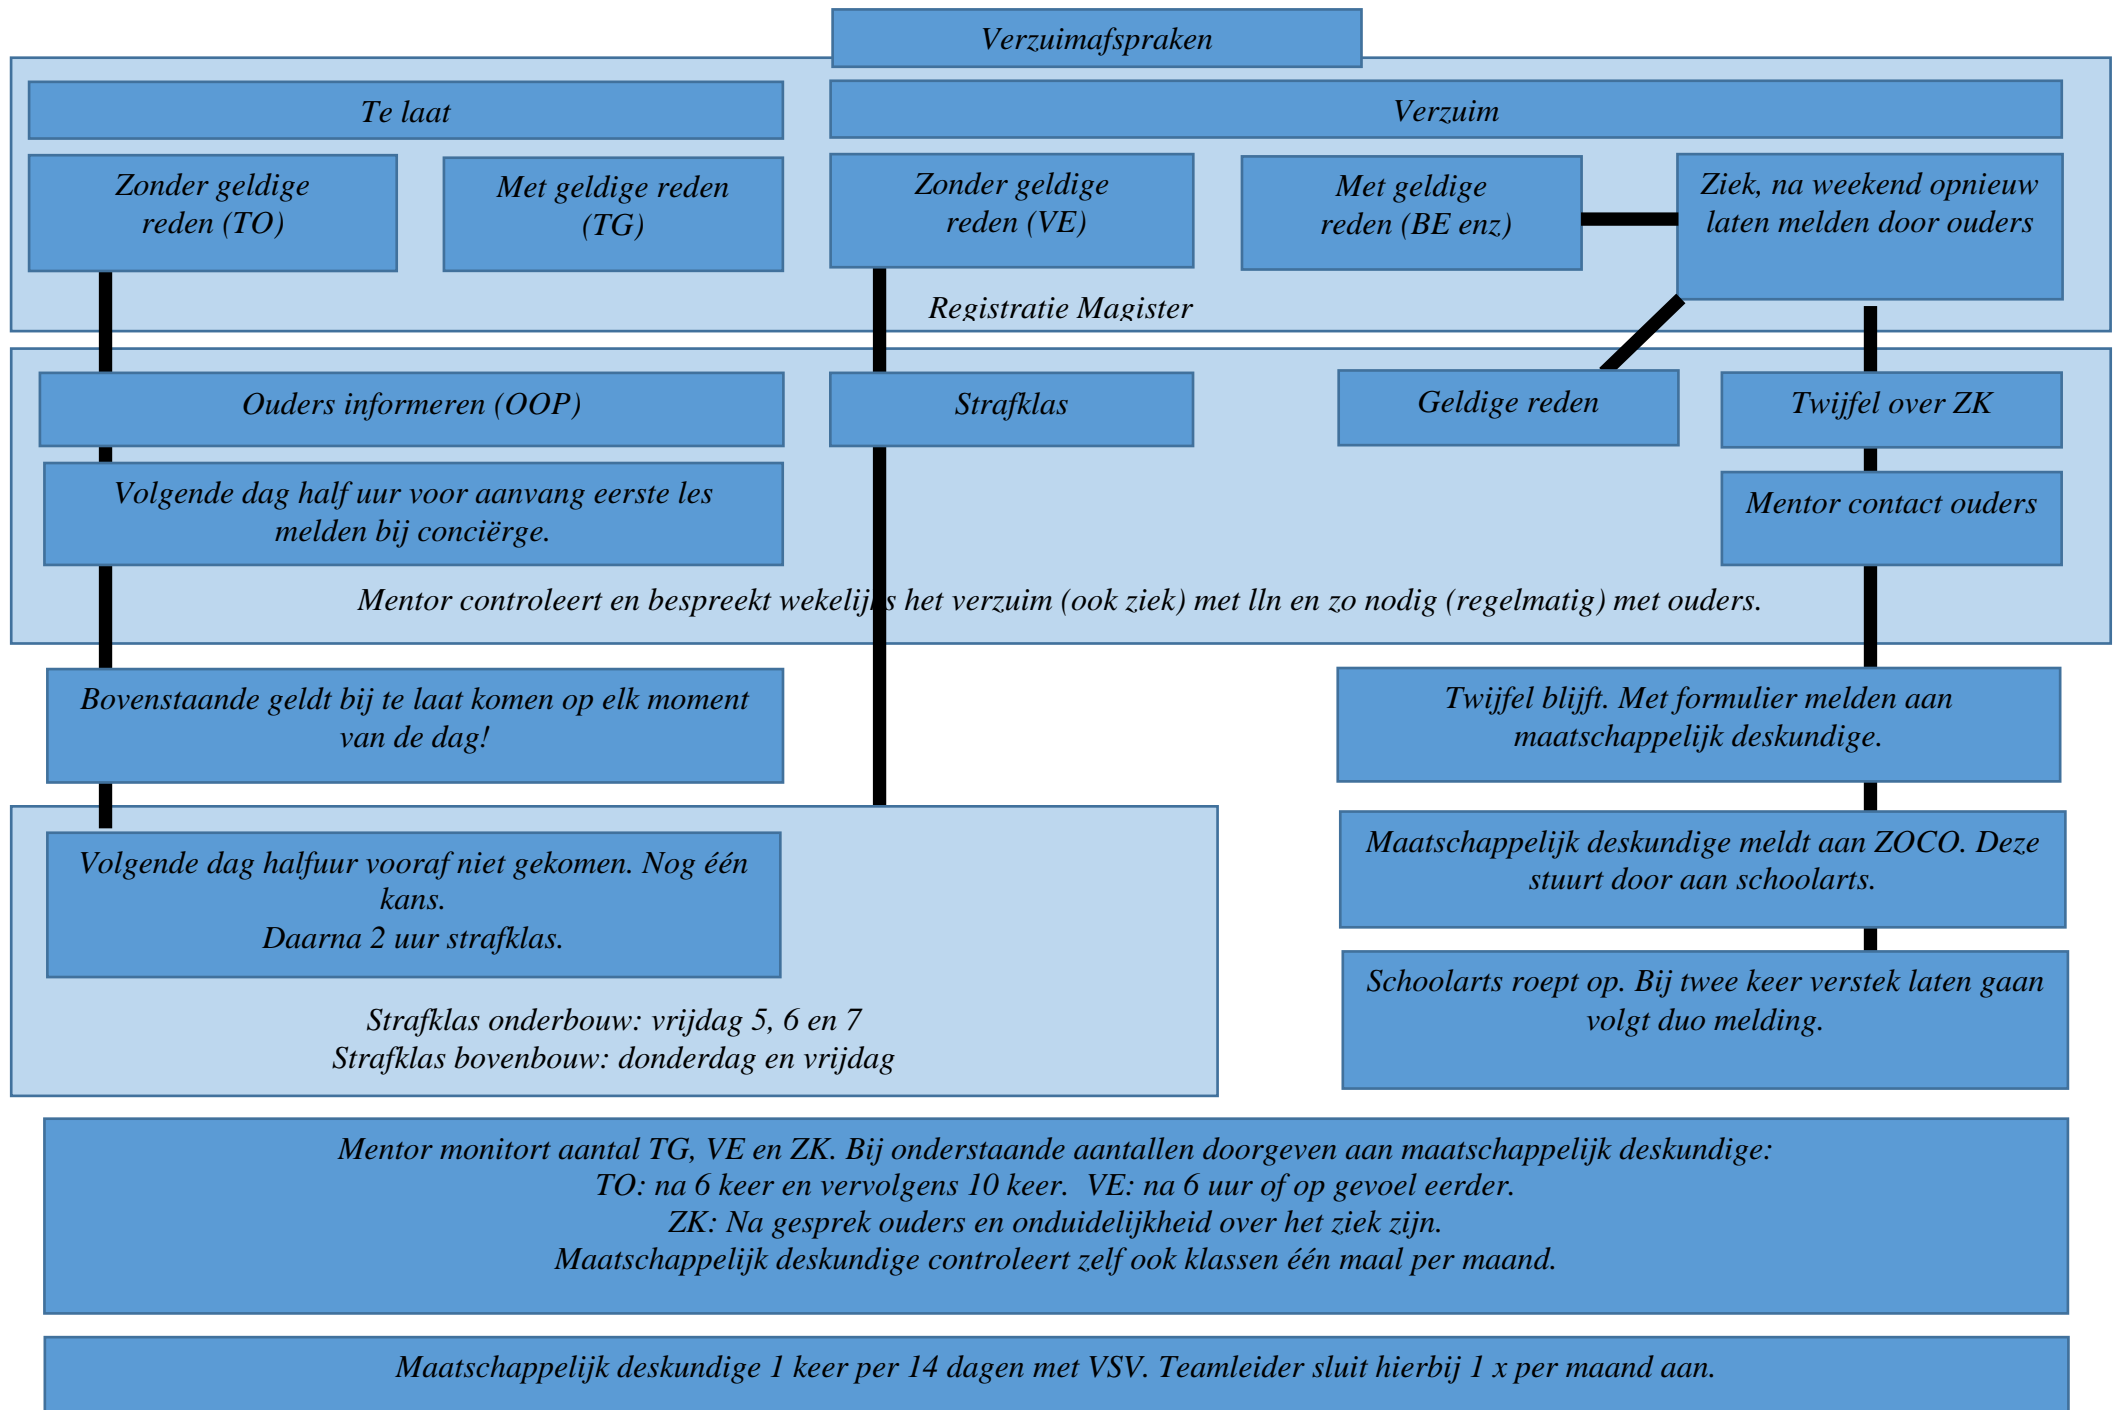 Verzuimafspraken
Te laat
Verzuim
Zonder geldige
reden (TO)
Met geldige reden
(TG)
Zonder geldige
reden (VE)
Met geldige
reden (BE enz)
Ziek, na weekend opnieuw
laten melden door ouders
Registratie Magister
Ouders informeren (OOP)
Strafklas
Geldige reden
Twijfel over ZK
Volgende dag half uur voor aanvang eerste les
melden bij conciërge.
Mentor contact ouders
Mentor controleert en bespreekt wekelijks het verzuim (ook ziek) met lln en zo nodig (regelmatig) met ouders.
Bovenstaande geldt bij te laat komen op elk moment
van de dag!
Twijfel blijft. Met formulier melden aan
maatschappelijk deskundige.
Volgende dag halfuur vooraf niet gekomen. Nog één
kans.
Daarna 2 uur strafklas.
Maatschappelijk deskundige meldt aan ZOCO. Deze
stuurt door aan schoolarts.
Schoolarts roept op. Bij twee keer verstek laten gaan
volgt duo melding.
Strafklas onderbouw: vrijdag 5, 6 en 7
Strafklas bovenbouw: donderdag en vrijdag
Mentor monitort aantal TG, VE en ZK. Bij onderstaande aantallen doorgeven aan maatschappelijk deskundige:
TO: na 6 keer en vervolgens 10 keer.  VE: na 6 uur of op gevoel eerder.
ZK: Na gesprek ouders en onduidelijkheid over het ziek zijn.
Maatschappelijk deskundige controleert zelf ook klassen één maal per maand.
Maatschappelijk deskundige 1 keer per 14 dagen met VSV. Teamleider sluit hierbij 1 x per maand aan.